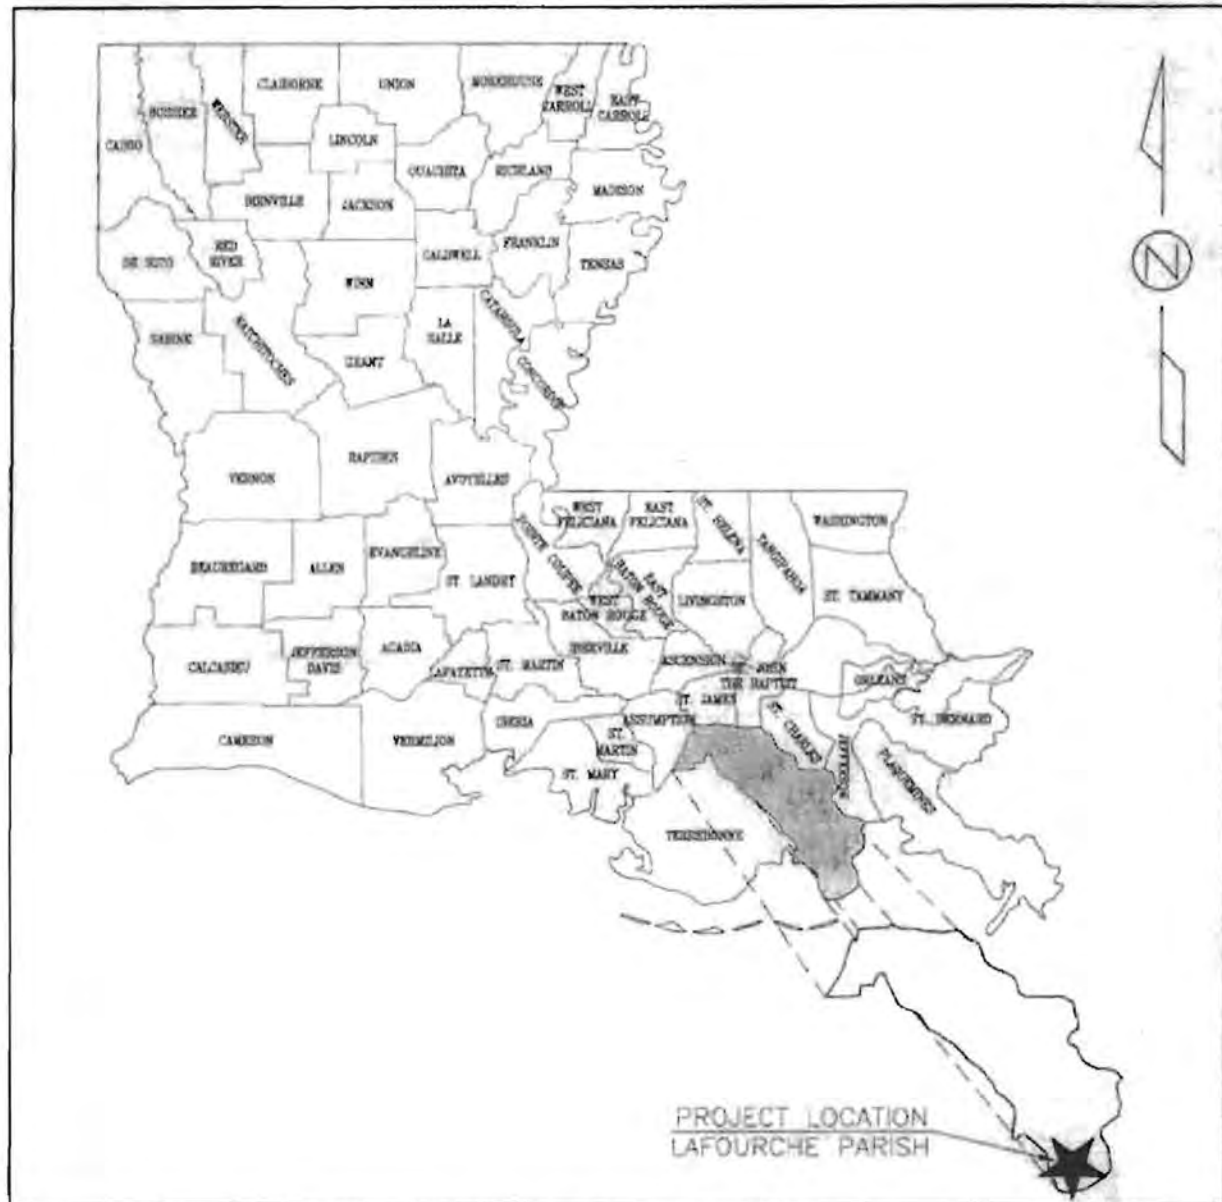 CLAIBORNE
UNION
MOREHOUSE
WEST
CARROLL
EAST
CARROLL
BOSSIER
WEBSTER
CADDO
LINCOLN
OUACHITA
RICHLAND
MADISON
BIENVILLE
JACKSON
DE SOTO
RED
RIVER
CALDWELL
FRANKLIN
TENSAS
WINN
N
SABINE
NATCHITOCHES
LA
SALLE
CATAHOULA
CONCORDIA
GRANT
VERNON
RAPIDES
AVOYELLES
WEST
FELICIANA
EAST
FELICIANA
ST. HELENA
TANGIPAHOA
WASHINGTON
POINTE COUPEE
BEAUREGARD
ALLEN
EVANGELINE
ST. LANDRY
EAST
BATON ROUGE
WEST
BATON ROUGE
LIVINGSTON
ST. TAMMANY
CALCASIEU
JEFFERSON
DAVIS
ACADIA
LAFAYETTE
ST. MARTIN
IBERVILLE
ASCENSION
ST. JOHN
THE BAPTIST
ORLEANS
ST. JAMES
CAMERON
VERMILION
IBERIA
ASSUMPTION
ST.
MARTIN
ST. MARY
ST. CHARLES
JEFFERSON
ST. BERNARD
PLAQUEMINES
TERREBONNE
PROJECT LOCATION
LAFOURCHE PARISH